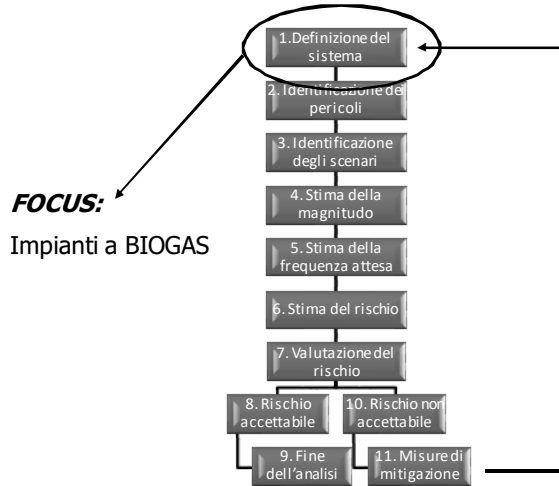 1.Definizione del
sistema
2. Identificazione dei
pericoli
3. Identificazione
degli scenari
FOCUS:
4. Stima della
magnitudo
Impianti a BIOGAS
5. Stima della
frequenza attesa
6. Stima del rischio
7. Valutazione del
rischio
8. Rischio
accettabile
10. Rischio non
accettabile
9. Fine
dell'analisi
11. Misure di
mitigazione